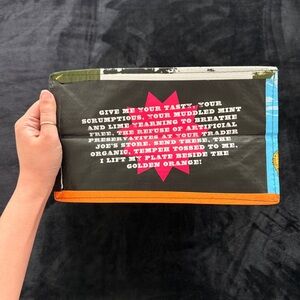 GIVE ME YOUR TASTY, YOUR
SCRUMPTIOUS, YOUR MUDDLED MINT
AND LIME YEARNING TO BREATHE
FREE, THE REFUSE OF ARTIFICIAL
PRESERVATIVES AT YOUR TRADER
JOE'S STORE. SEND THESE, THE
ORGANIC, TEMPEH TOSSED TO ME,
I LIFT MY PLATE BESIDE THE
GOLDEN ORANGE!